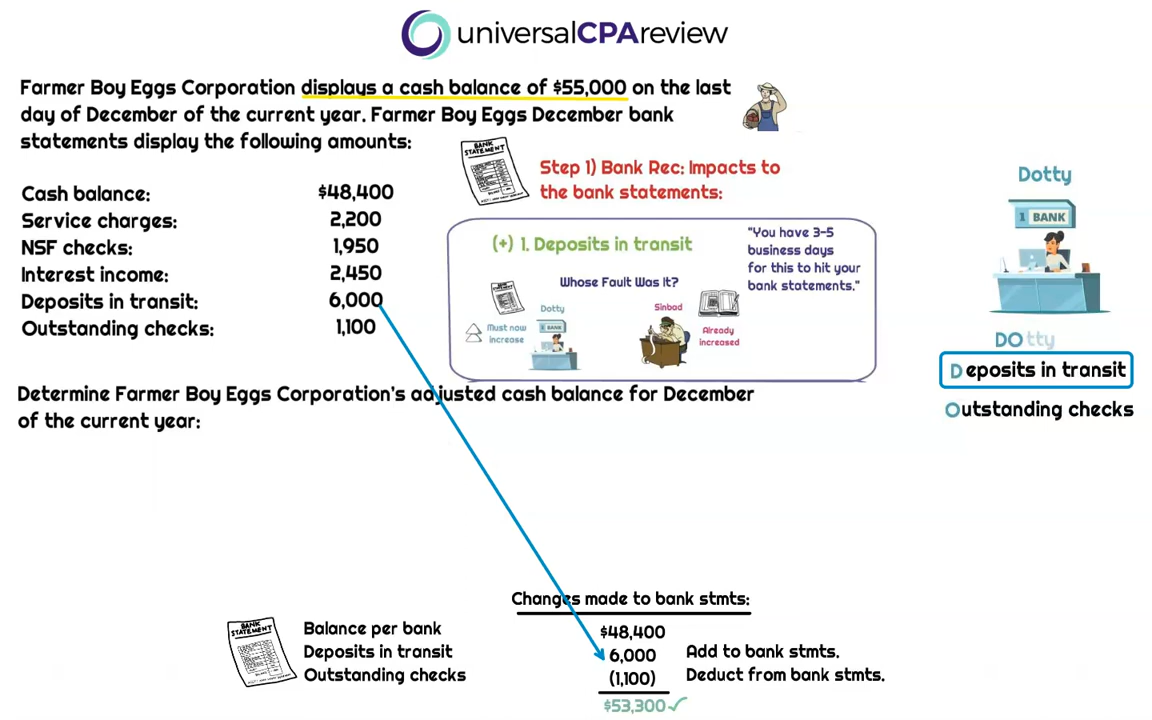 universalCPAreview
Farmer Boy Eggs Corporation displays a cash balance of $55,000 on the last
day of December of the current year. Farmer Boy Eggs December bank
statements display the following amounts:
Cash balance: $48,400
Service charges: 2,200
NSF checks: 1,950
Interest income: 2,450
Deposits in transit: 6,000
Outstanding checks: 1,100
BANK
STATEMENT
Step 1) Bank Rec: Impacts to
the bank statements:
(+) 1. Deposits in transit
"You have 3-5
business days
for this to hit your
bank statements."
Whose Fault Was It?
Dotty
BANK
Must now
increase
Sinbad
Already
increased
Dotty
1 BANK
DOtty
Deposits in transit
Outstanding checks
Determine Farmer Boy Eggs Corporation's adjusted cash balance for December
of the current year:
Changes made to bank stmts:
BANK
STATEMENT
Balance per bank $48,400
Deposits in transit 6,000 Add to bank stmts.
Outstanding checks (1,100) Deduct from bank stmts.
$53,300